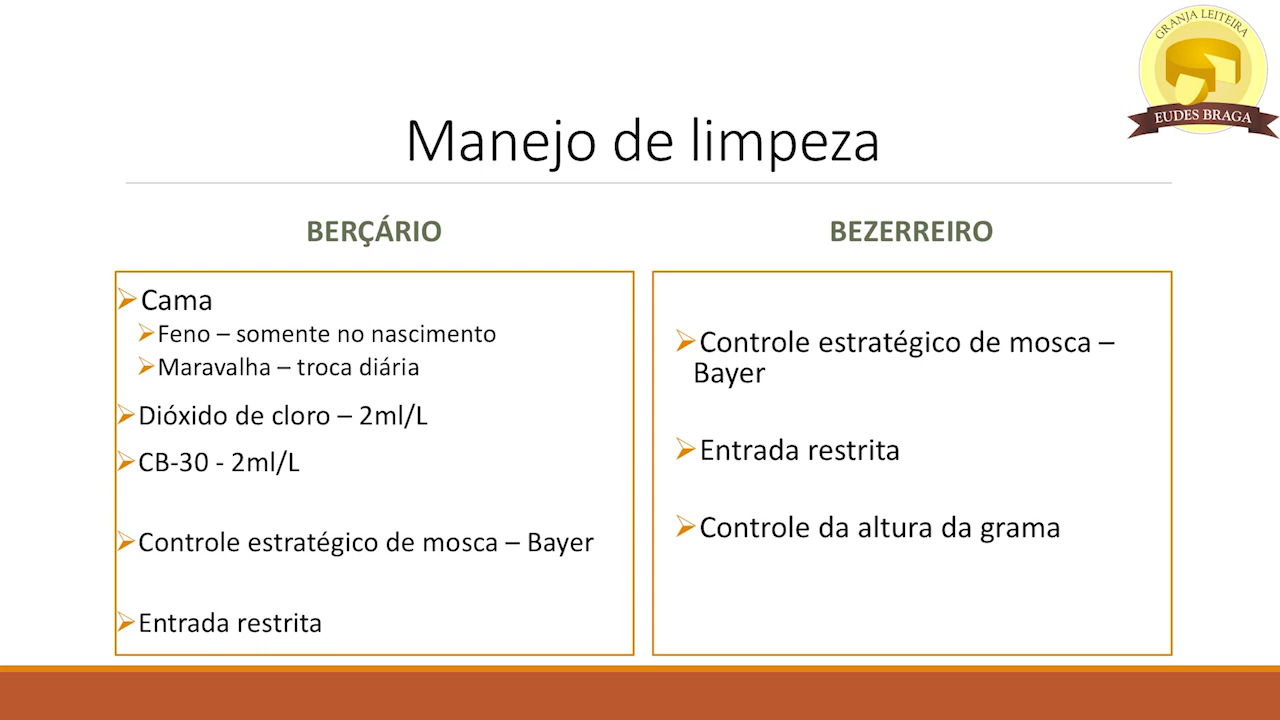 GRANJA LEITEIRA
EUDES BRAGA
Manejo de limpeza
BERÇÁRIO
Cama
Feno – somente no nascimento
Maravalha – troca diária
Dióxido de cloro – 2ml/L
CB-30 - 2ml/L
Controle estratégico de mosca – Bayer
Entrada restrita
BEZERREIRO
Controle estratégico de mosca –
Bayer
Entrada restrita
Controle da altura da grama